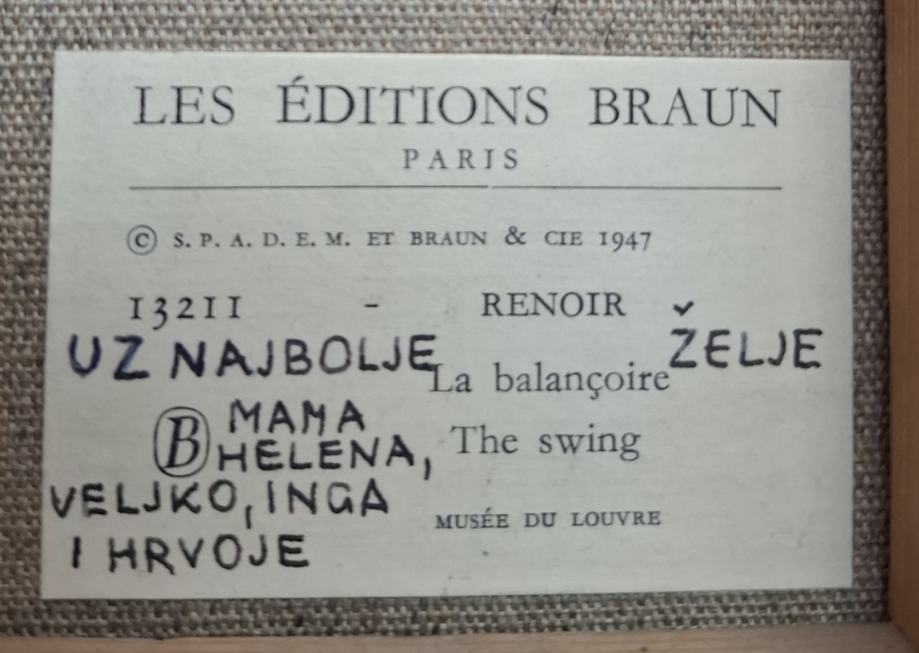 LES ÉDITIONS BRAUN
PARIS
© S. P. A. D. E. M. ET BRAUN & CIE 1947
13211 - RENOIR
UZ NAJBOLJE ŽELJE
La balançoire
B MAMA
HELENA,
The swing
VELJKO, INGA
MUSÉE DU LOUVRE
I HRVOJE